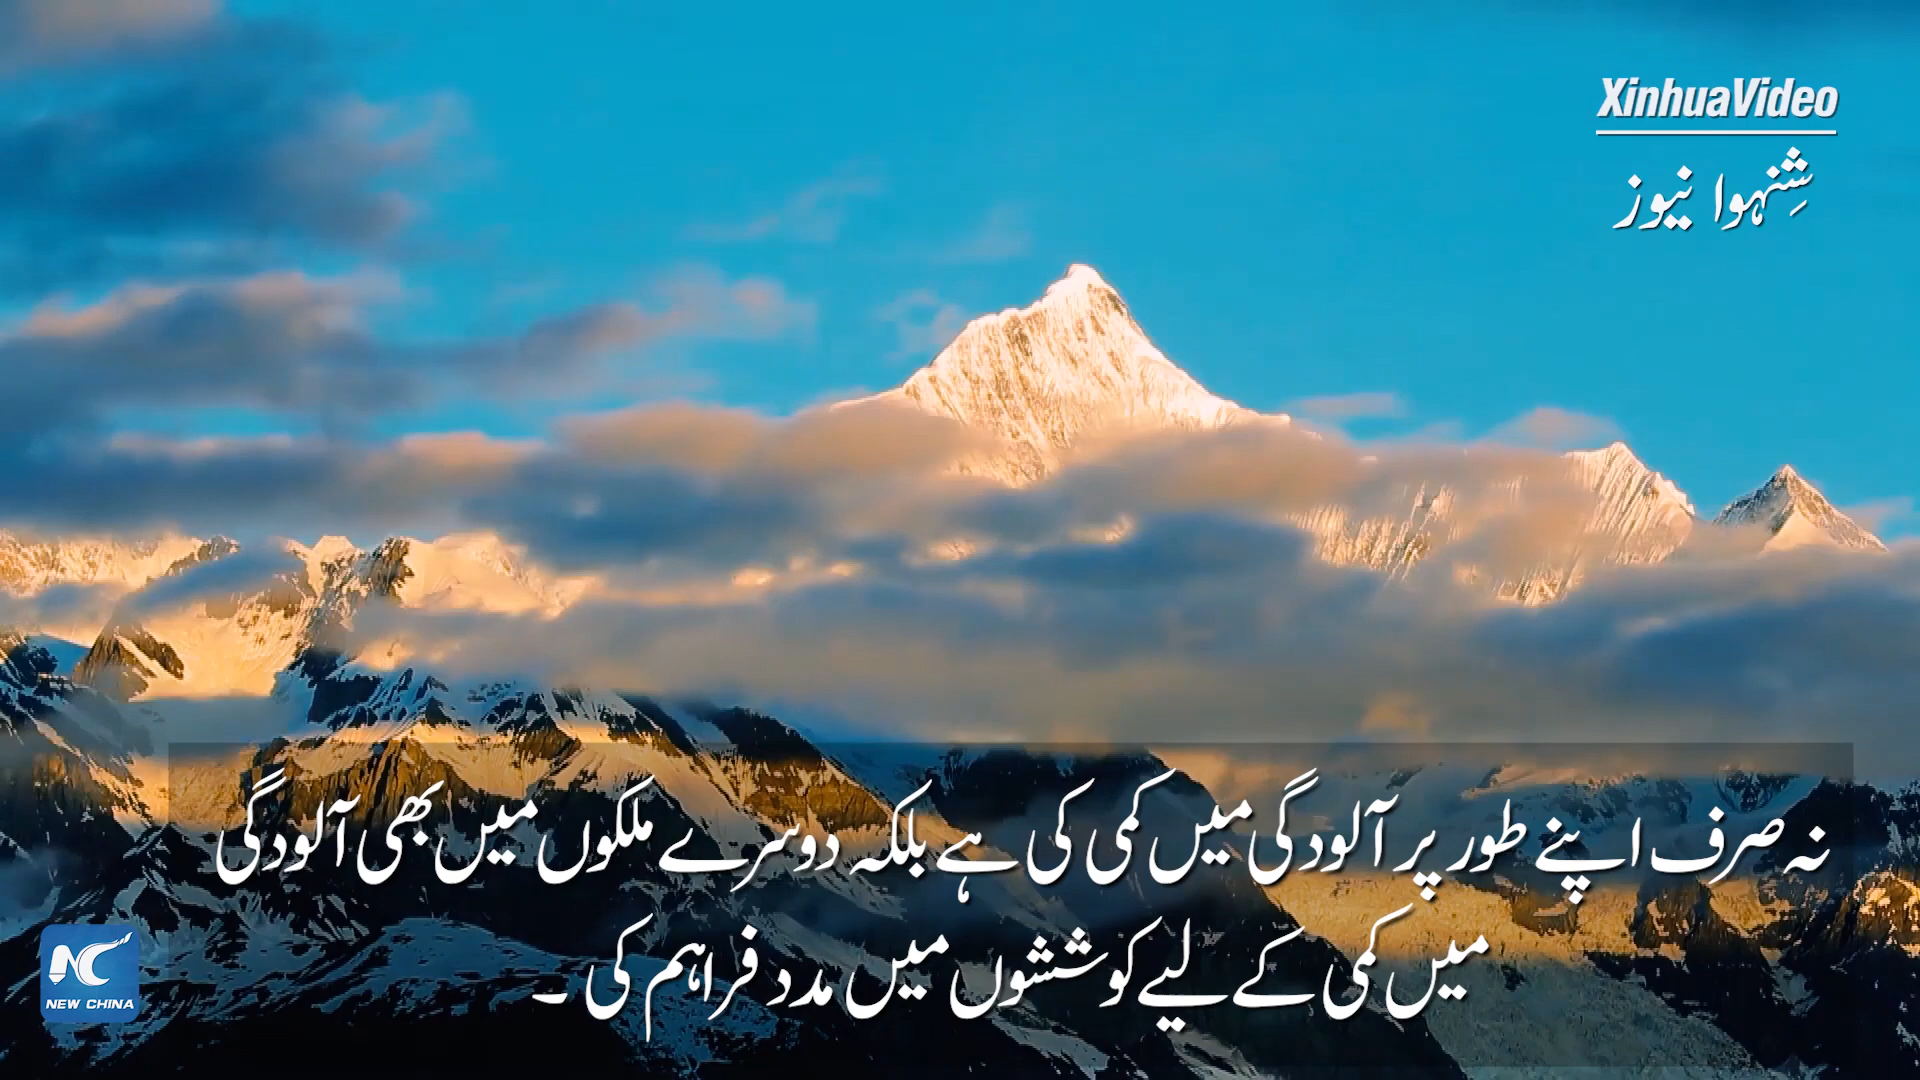 XinhuaVideo
شِنہوا نیوز
نہ صرف اپنے طور پر آلودگی میں کمی کی ہے بلکہ دوسرے ملکوں میں بھی آلودگی
میں کمی کے لیے کوششوں میں مدد فراہم کی ۔
NEW CHINA